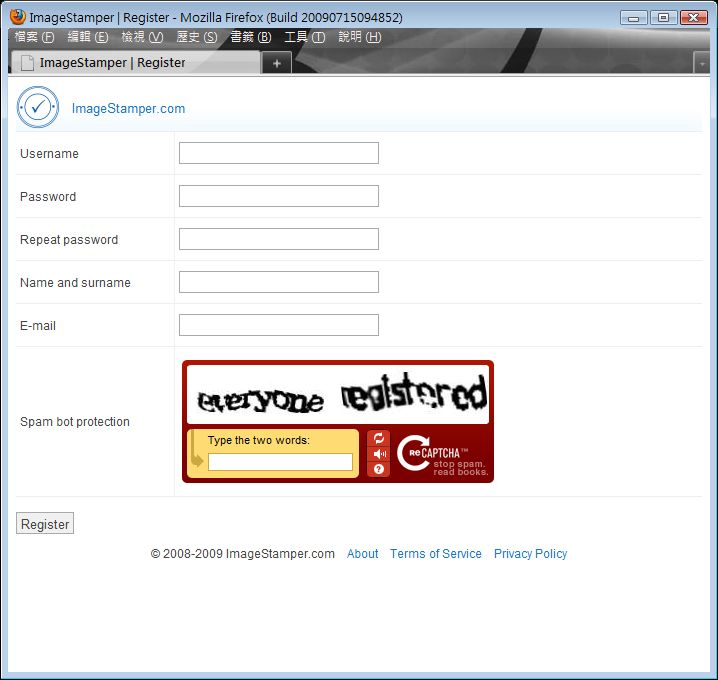 ImageStamper | Register - Mozilla Firefox (Build 20090715094852)
檔案 (F) 編輯 (E) 檢視 (V) 歷史 (S) 書籤 (B) 工具 (T) 說明 (H)
ImageStamper | Register
ImageStamper.com
Username
Password
Repeat password
Name and surname
E-mail
everyone registered
Spam bot protection
Type the two words:
reCAPTCHA™
stop spam.
read books.
Register
© 2008-2009 ImageStamper.com About Terms of Service Privacy Policy